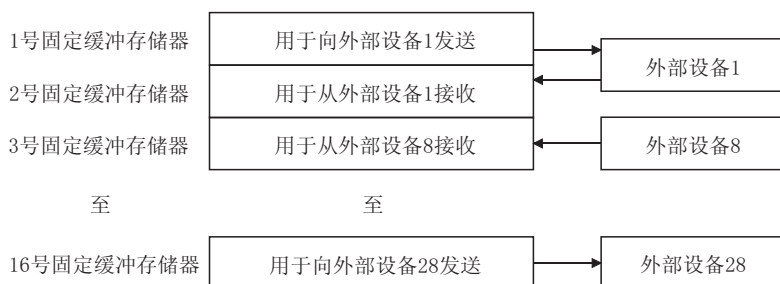 1号固定缓冲存储器 用于向外部设备1发送
外部设备1
2号固定缓冲存储器 用于从外部设备1接收
3号固定缓冲存储器 用于从外部设备8接收 外部设备8
至 至
16号固定缓冲存储器 用于向外部设备28发送 外部设备28